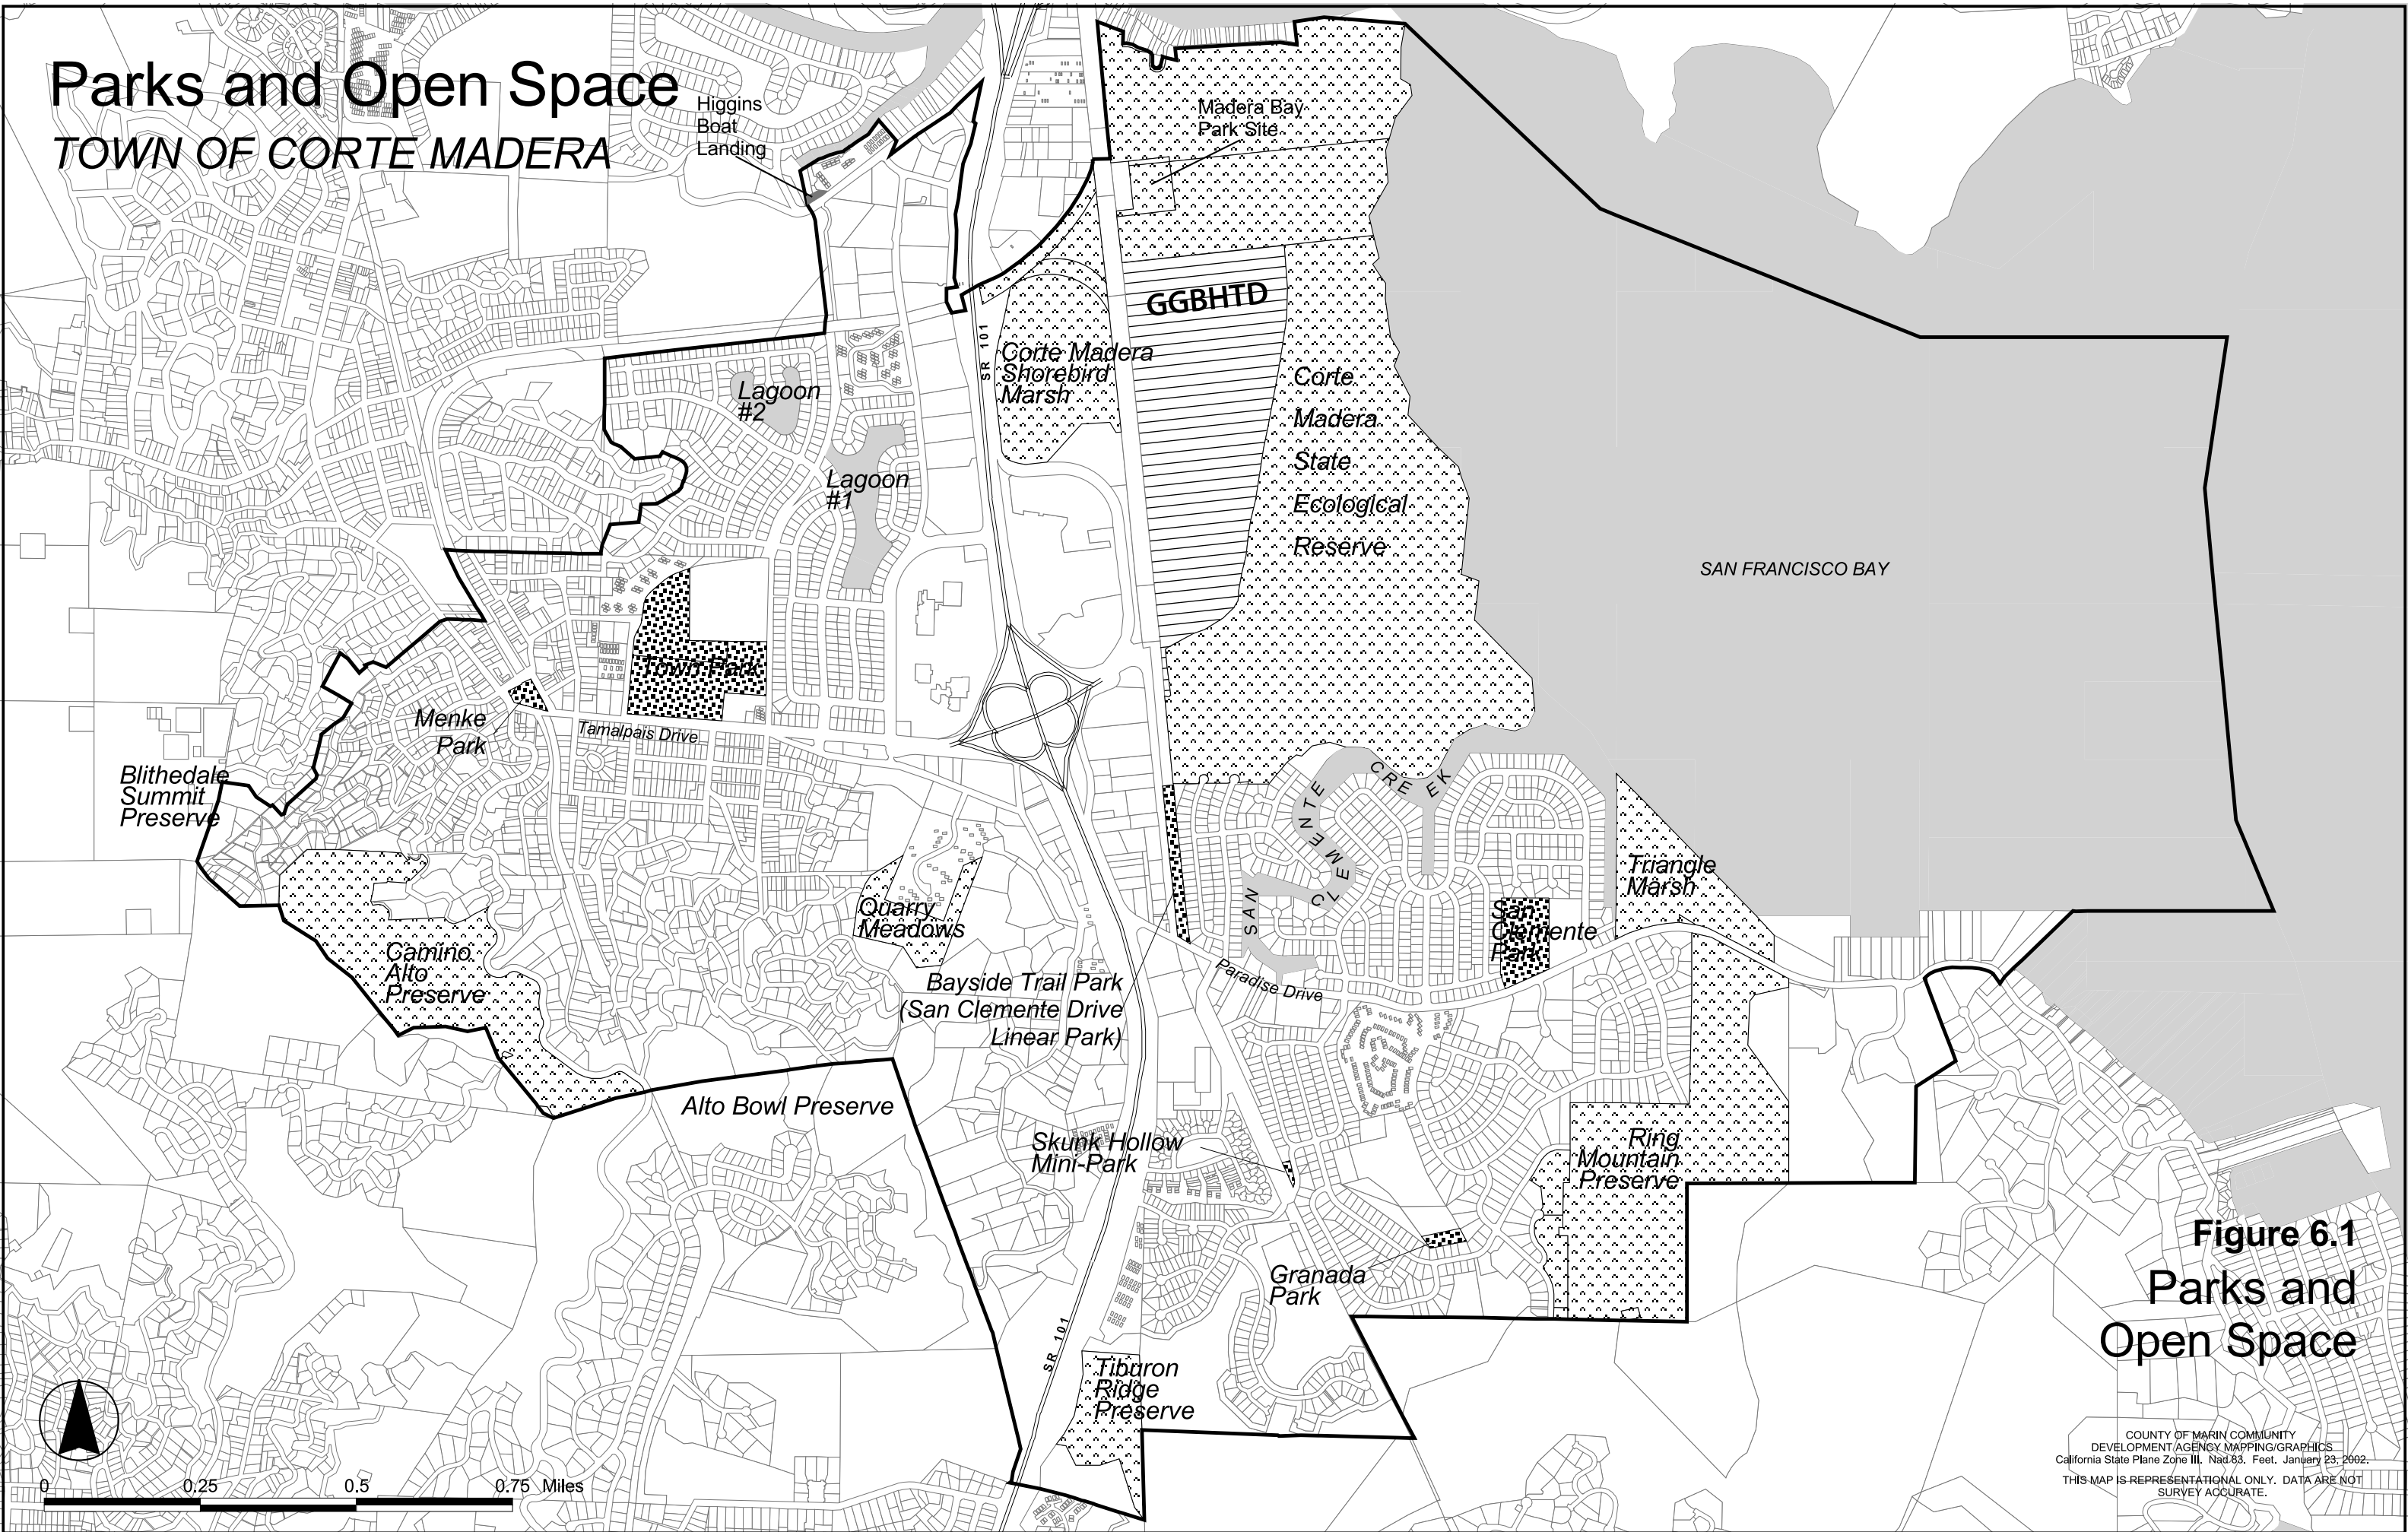 Parks and Open Space
TOWN OF CORTE MADERA
Higgins
Boat
Landing
Madera Bay
Park Site
GGBHTD
SR 101
Corte Madera
Shorebird
Marsh
Corte
Madera
State
Ecological
Reserve
Lagoon
#2
Lagoon
#1
SAN FRANCISCO BAY
Town Park
Menke
Park
Tamalpais Drive
Blithedale
Summit
Preserve
SAN CLEMENTE CREEK
Triangle
Marsh
Quarry
Meadows
San
Clemente
Park
Camino
Alto
Preserve
Bayside Trail Park
(San Clemente Drive
Linear Park)
Paradise Drive
Alto Bowl Preserve
Skunk Hollow
Mini-Park
Ring
Mountain
Preserve
Granada
Park
SR 101
Tiburon
Ridge
Preserve
Figure 6.1
Parks and
Open Space
COUNTY OF MARIN COMMUNITY
DEVELOPMENT AGENCY MAPPING/GRAPHICS
California State Plane Zone III. Nad 83. Feet. January 23, 2002.
THIS MAP IS REPRESENTATIONAL ONLY. DATA ARE NOT
SURVEY ACCURATE.
0 0.25 0.5 0.75 Miles